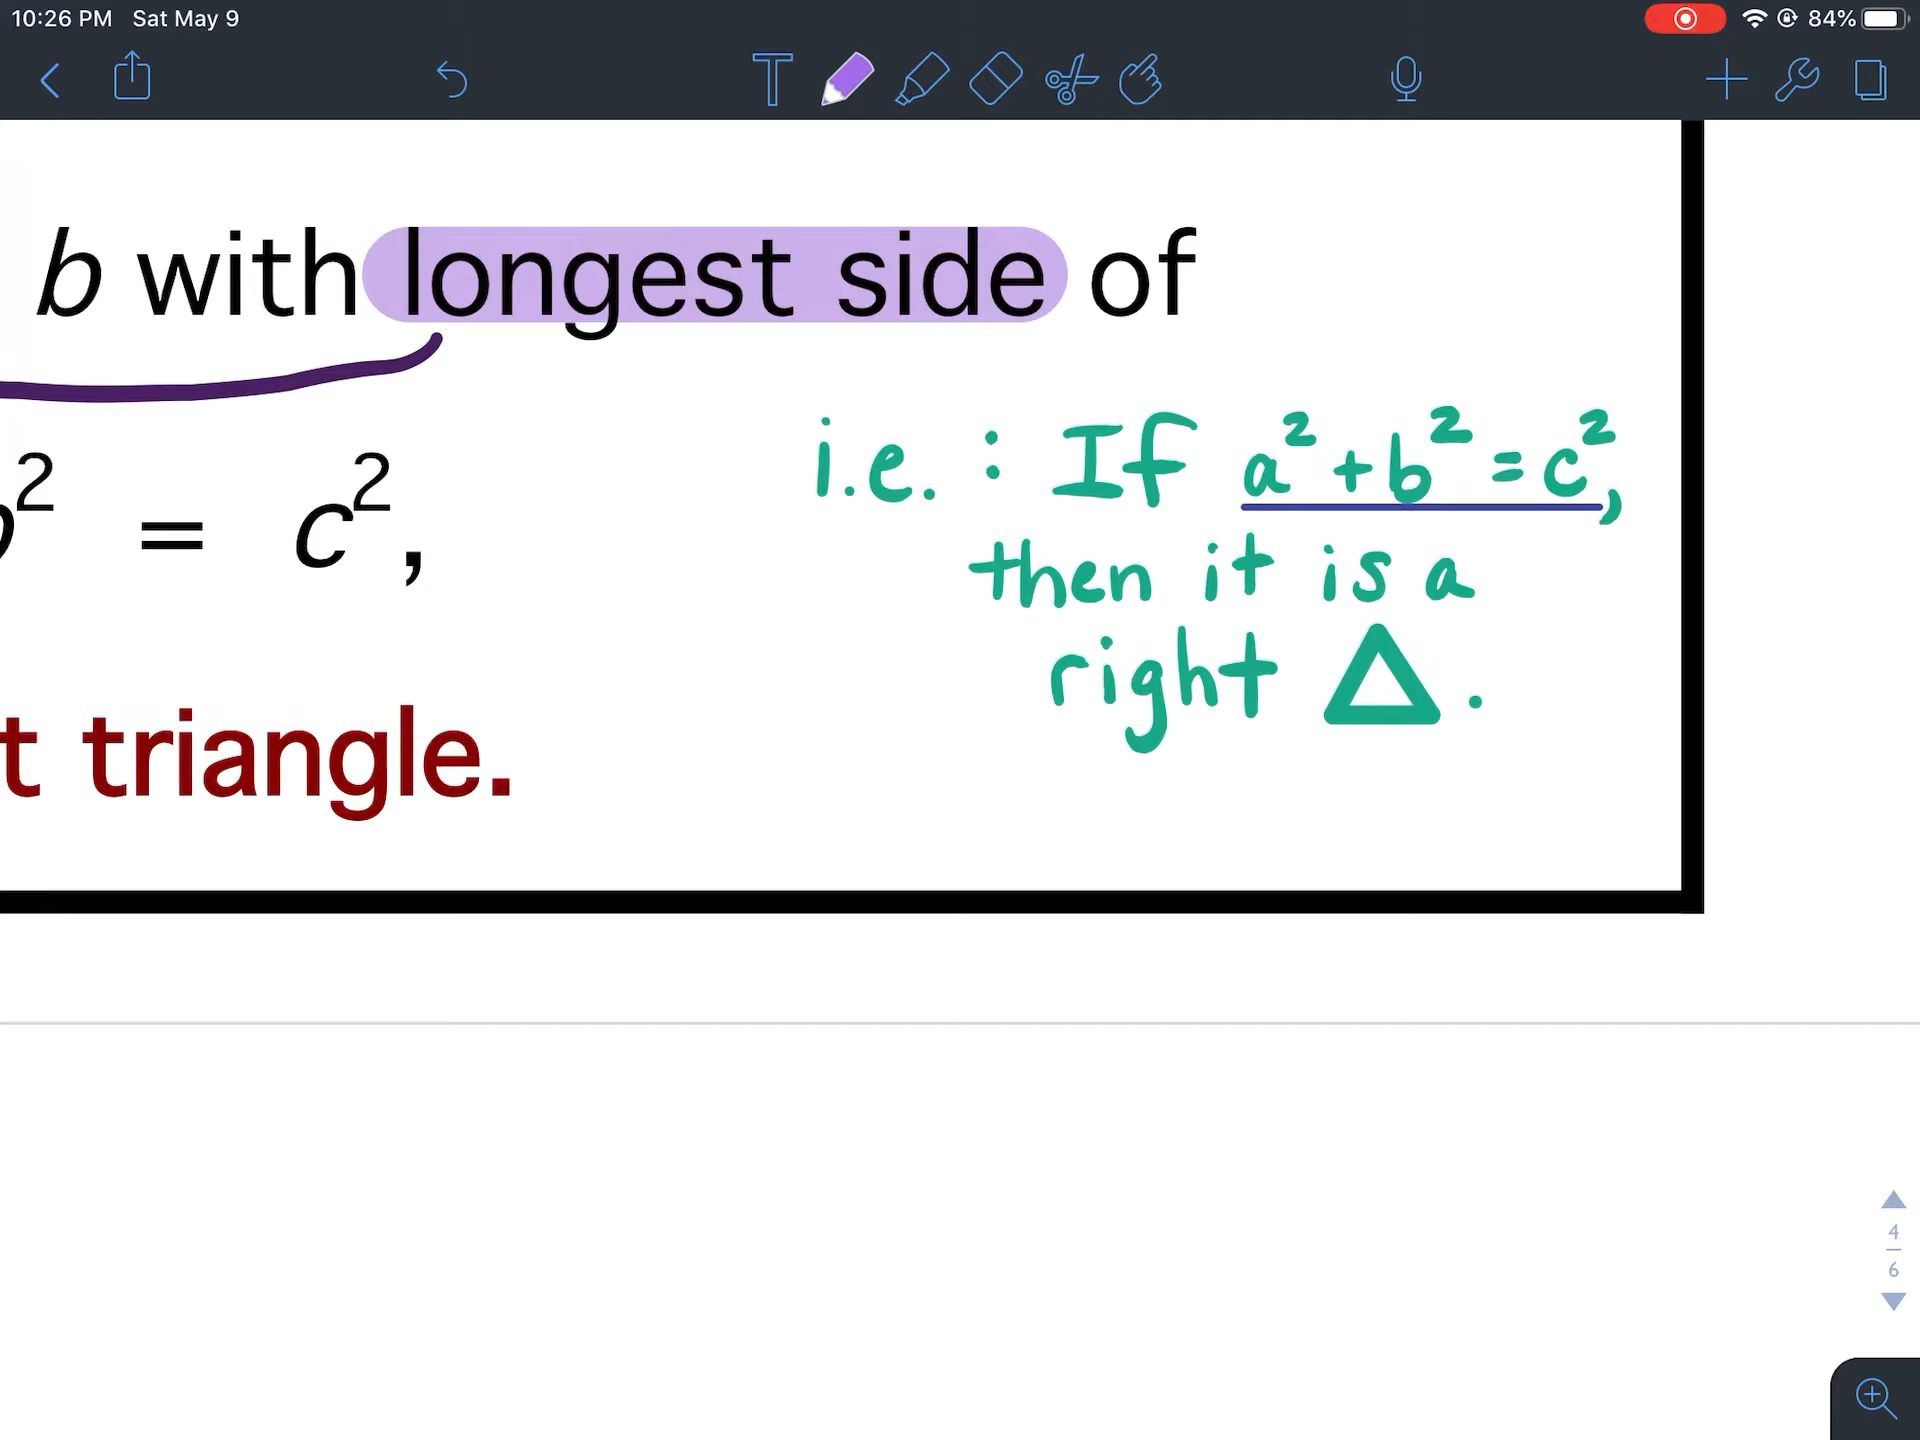 10:26 PM Sat May 9
84%
b with longest side of
i.e. : If a² + b² = c²,
² = c²,
then it is a
right △.
t triangle.
4
6